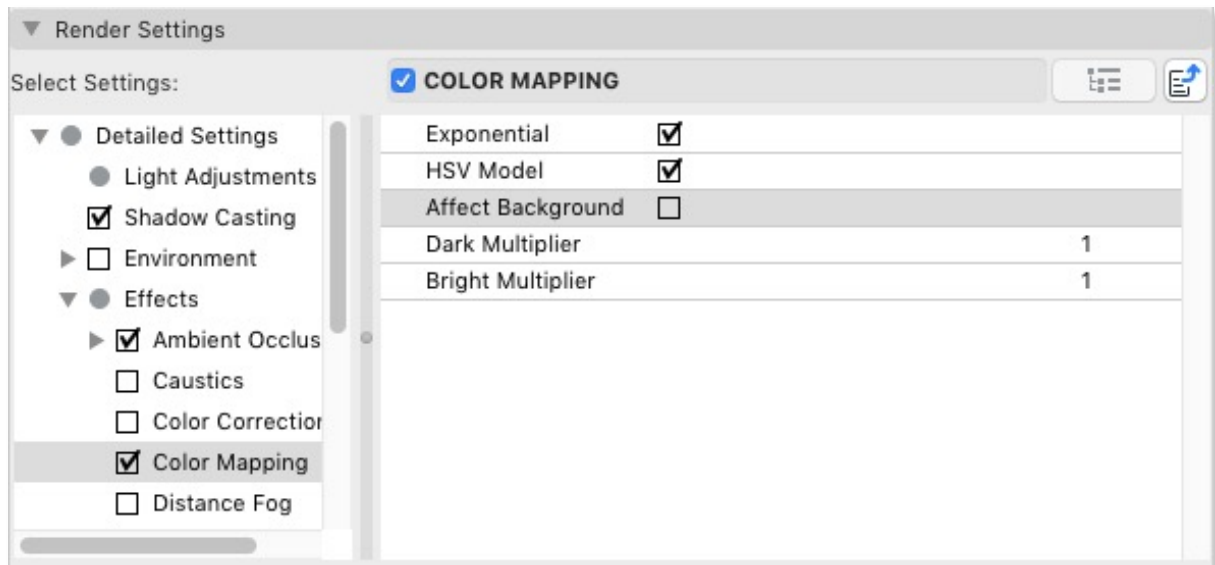 Render Settings
Select Settings:
COLOR MAPPING
Detailed Settings
Light Adjustments
Shadow Casting
Environment
Effects
Ambient Occlus
Caustics
Color Correction
Color Mapping
Distance Fog
Exponential
HSV Model
Affect Background
Dark Multiplier 1
Bright Multiplier 1